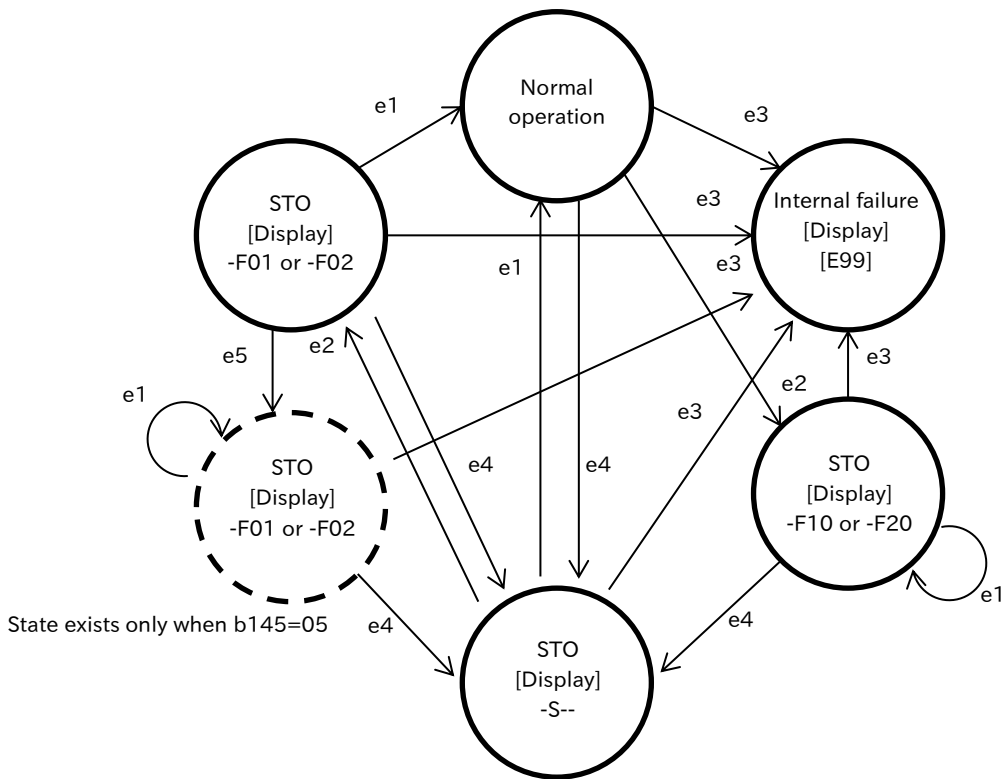 Normal
operation
e1
e3
STO
[Display]
-F01 or -F02
Internal failure
[Display]
[E99]
e3
e1
e3
e5
e2
e3
e1
e2
e3
STO
[Display]
-F01 or -F02
e4
e4
STO
[Display]
-F10 or -F20
e1
State exists only when b145=05
e4
e4
STO
[Display]
-S--